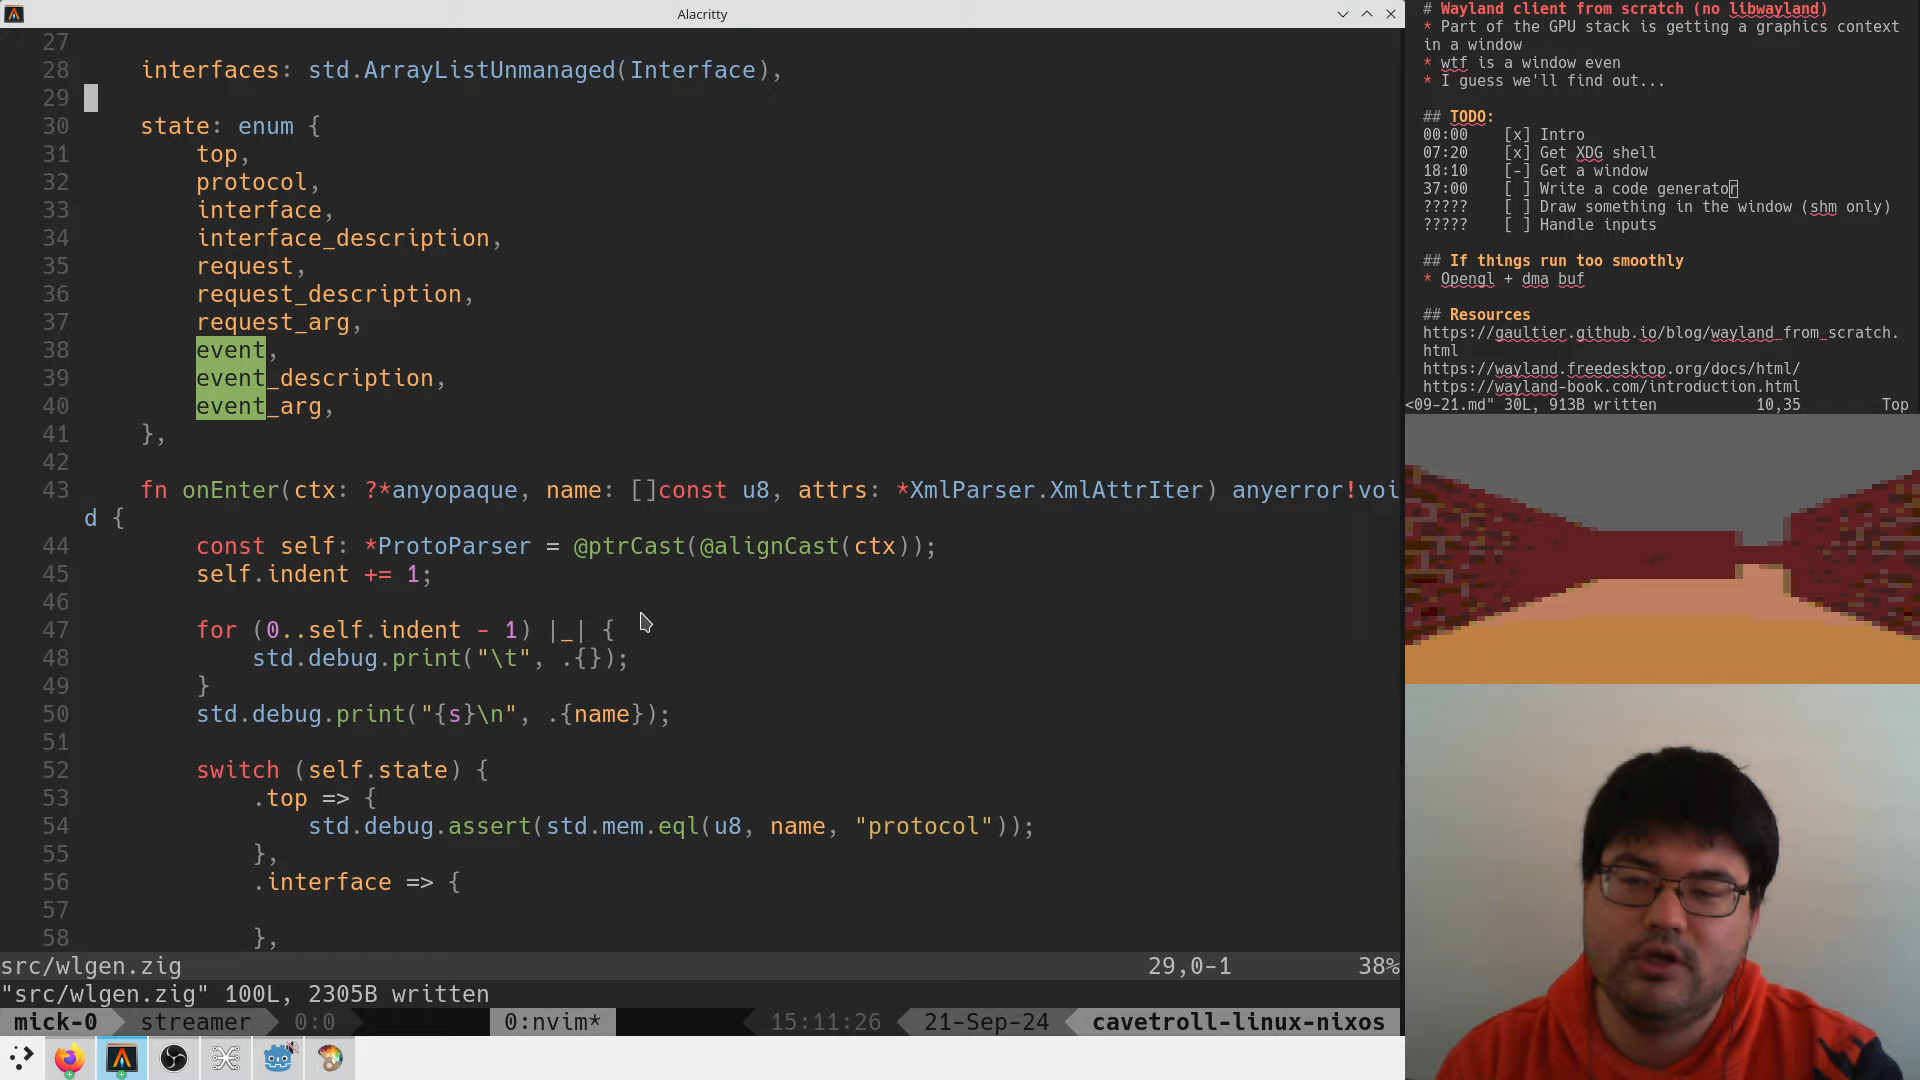 Alacritty
27
28 interfaces: std.ArrayListUnmanaged(Interface),
29
30 state: enum {
31 top,
32 protocol,
33 interface,
34 interface_description,
35 request,
36 request_description,
37 request_arg,
38 event,
39 event_description,
40 event_arg,
41 },
42
43 fn onEnter(ctx: ?*anyopaque, name: []const u8, attrs: *XmlParser.XmlAttrIter) anyerror!voi
d {
44 const self: *ProtoParser = @ptrCast(@alignCast(ctx));
45 self.indent += 1;
46
47 for (0..self.indent - 1) |_| {
48 std.debug.print("\t", .{});
49 }
50 std.debug.print("{s}\n", .{name});
51
52 switch (self.state) {
53 .top => {
54 std.debug.assert(std.mem.eql(u8, name, "protocol"));
55 },
56 .interface => {
57
58 },
src/wlgen.zig 29,0-1 38%
"src/wlgen.zig" 100L, 2305B written
mick-0 streamer 0:0 0:nvim* 15:11:26 21-Sep-24 cavetroll-linux-nixos
# Wayland client from scratch (no libwayland)
* Part of the GPU stack is getting a graphics context
in a window
* wtf is a window even
* I guess we'll find out...
## TODO:
00:00 [x] Intro
07:20 [x] Get XDG shell
18:10 [-] Get a window
37:00 [ ] Write a code generator
????? [ ] Draw something in the window (shm only)
????? [ ] Handle inputs
## If things run too smoothly
* Opengl + dma buf
## Resources
https://gaultier.github.io/blog/wayland_from_scratch.
html
https://wayland.freedesktop.org/docs/html/
https://wayland-book.com/introduction.html
<09-21.md" 30L, 913B written 10,35 Top